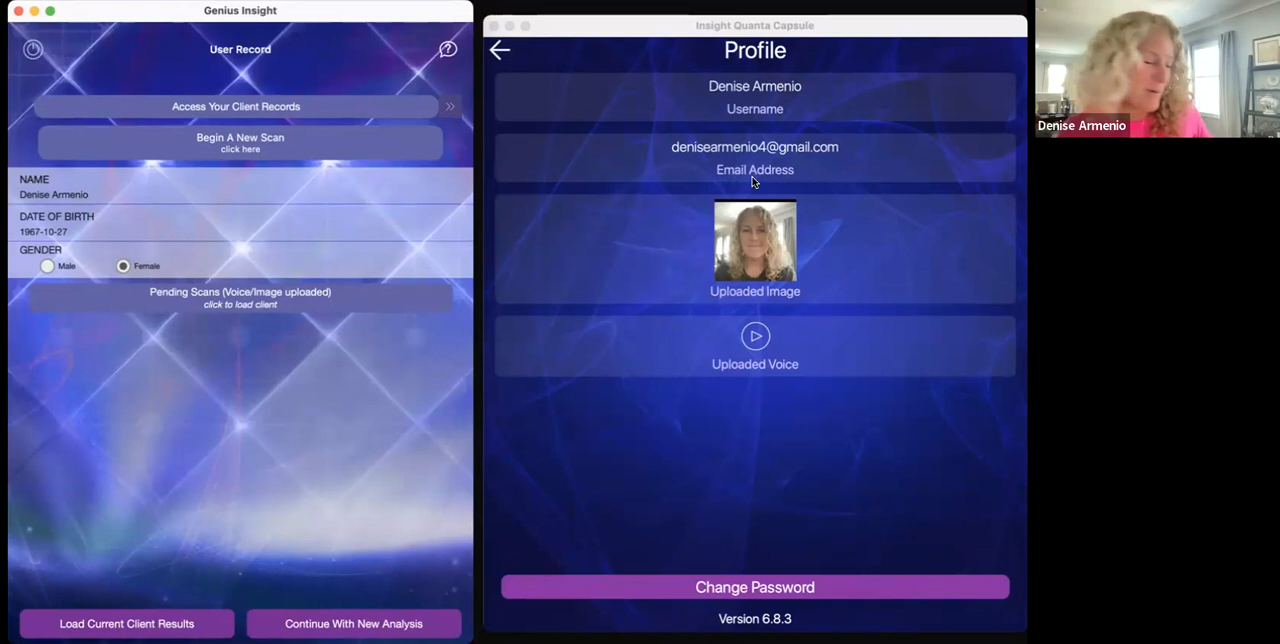 Genius Insight
User Record
Access Your Client Records
Begin A New Scan
click here
NAME
Denise Armenio
DATE OF BIRTH
1967-10-27
GENDER
Male
Female
Pending Scans (Voice/Image uploaded)
click to load client
Load Current Client Results
Continue With New Analysis
Insight Quanta Capsule
Profile
Denise Armenio
Username
denisearmenio4@gmail.com
Email Address
Uploaded Image
Uploaded Voice
Change Password
Version 6.8.3
Denise Armenio